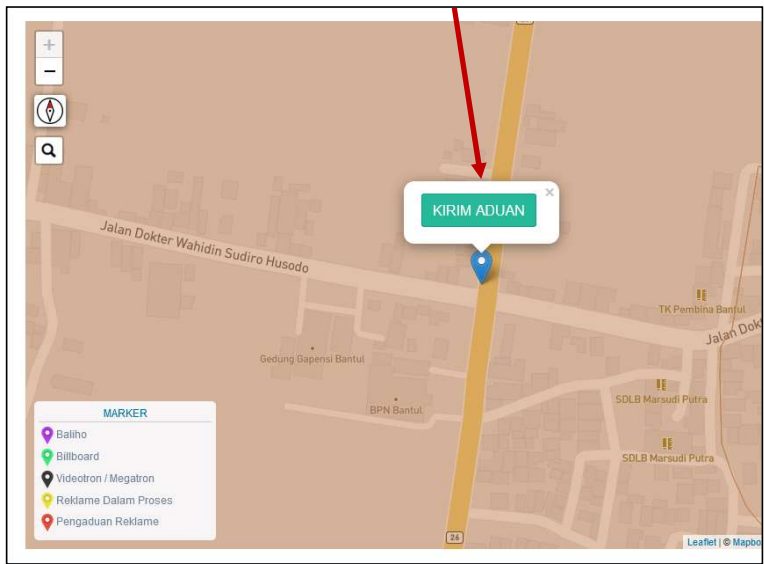 26
+
−
KIRIM ADUAN
×
Jalan Dokter Wahidin Sudiro Husodo
TK Pembina Bantul
Jalan Dok
Gedung Gapensi Bantul
SDLB Marsudi Putra
BPN Bantul
MARKER
Baliho
Billboard
Videotron / Megatron
Reklame Dalam Proses
Pengaduan Reklame
SDLB Marsudi Putra
26
Leaflet | © Mapbo